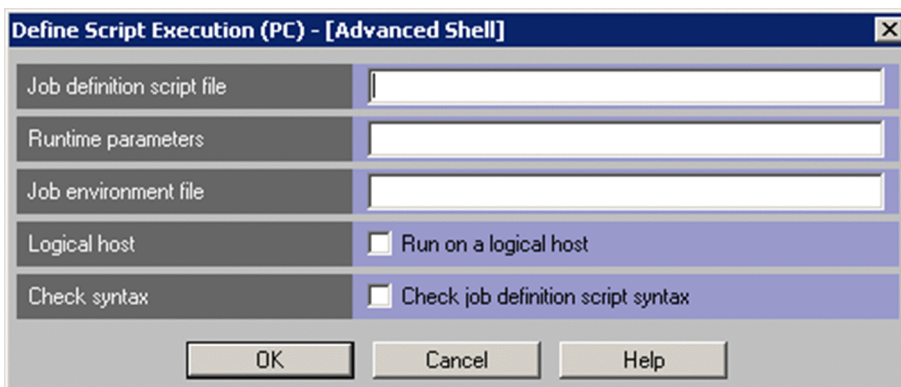 Define Script Execution (PC) - [Advanced Shell]
Job definition script file
Runtime parameters
Job environment file
Logical host Run on a logical host
Check syntax Check job definition script syntax
OK Cancel Help